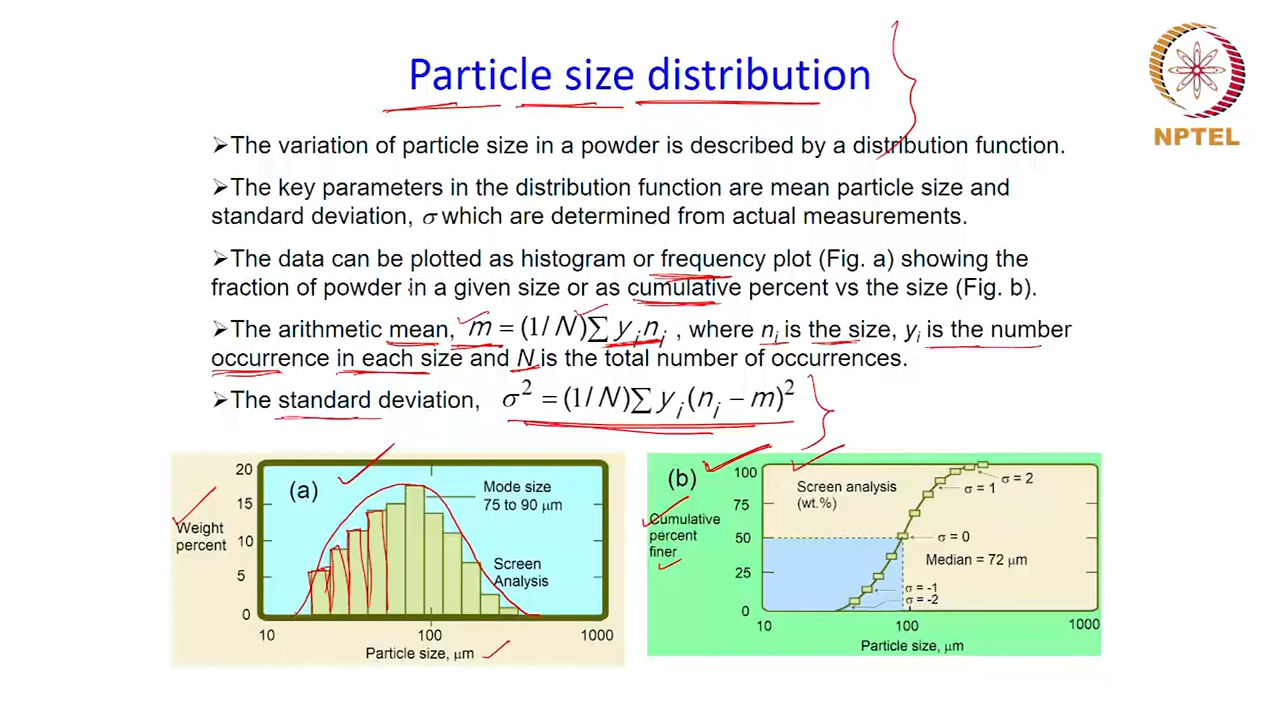 Particle size distribution
NPTEL
➢The variation of particle size in a powder is described by a distribution function.
➢The key parameters in the distribution function are mean particle size and
standard deviation, σ which are determined from actual measurements.
➢The data can be plotted as histogram or frequency plot (Fig. a) showing the
fraction of powder in a given size or as cumulative percent vs the size (Fig. b).
➢The arithmetic mean, m = (1/N)∑ yᵢnᵢ , where nᵢ is the size, yᵢ is the number
occurrence in each size and N is the total number of occurrences.
➢The standard deviation, σ² = (1/N)∑ yᵢ(nᵢ – m)²
(a)
Weight
percent
20
15
10
5
0
Mode size
75 to 90 μm
Screen
Analysis
10 100 1000
Particle size, μm
(b)
Cumulative
percent
finer
100
75
50
25
0
Screen analysis
(wt.%)
σ = 2
σ = 1
σ = 0
Median = 72 μm
σ = -1
σ = -2
10 100 1000
Particle size, μm